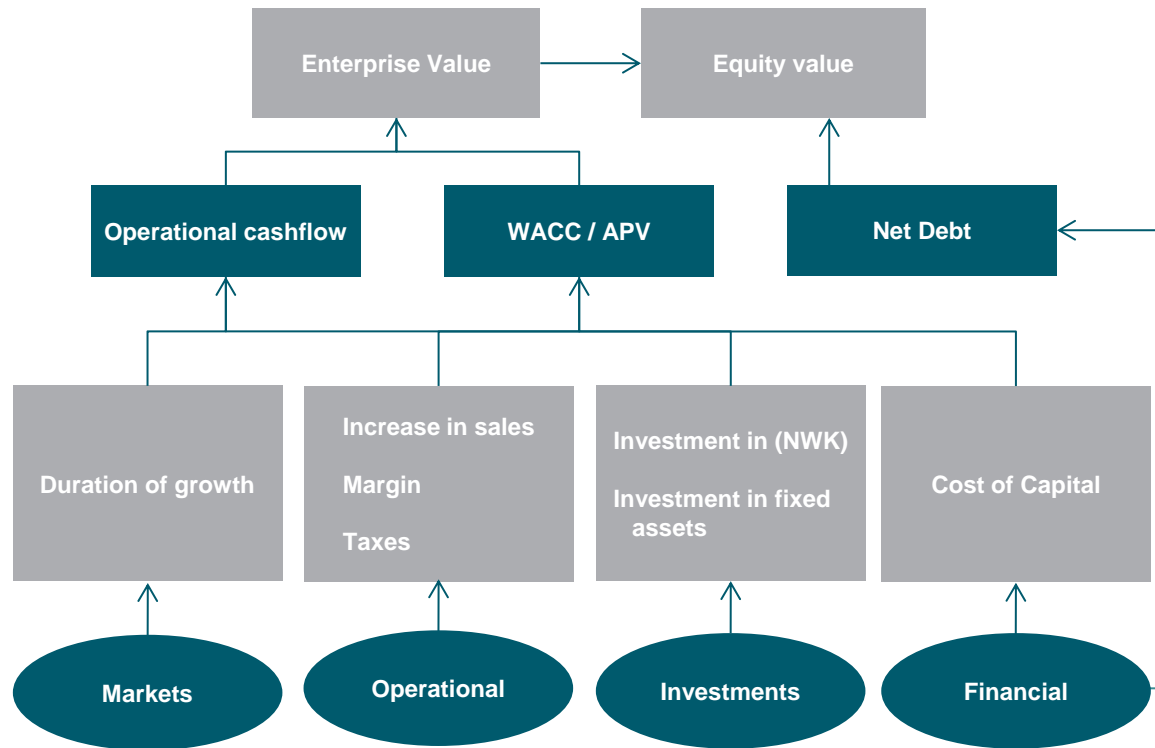 Enterprise Value
Equity value
Operational cashflow
WACC / APV
Net Debt
Duration of growth
Increase in sales
Margin
Taxes
Investment in (NWK)
Investment in fixed
assets
Cost of Capital
Markets
Operational
Investments
Financial